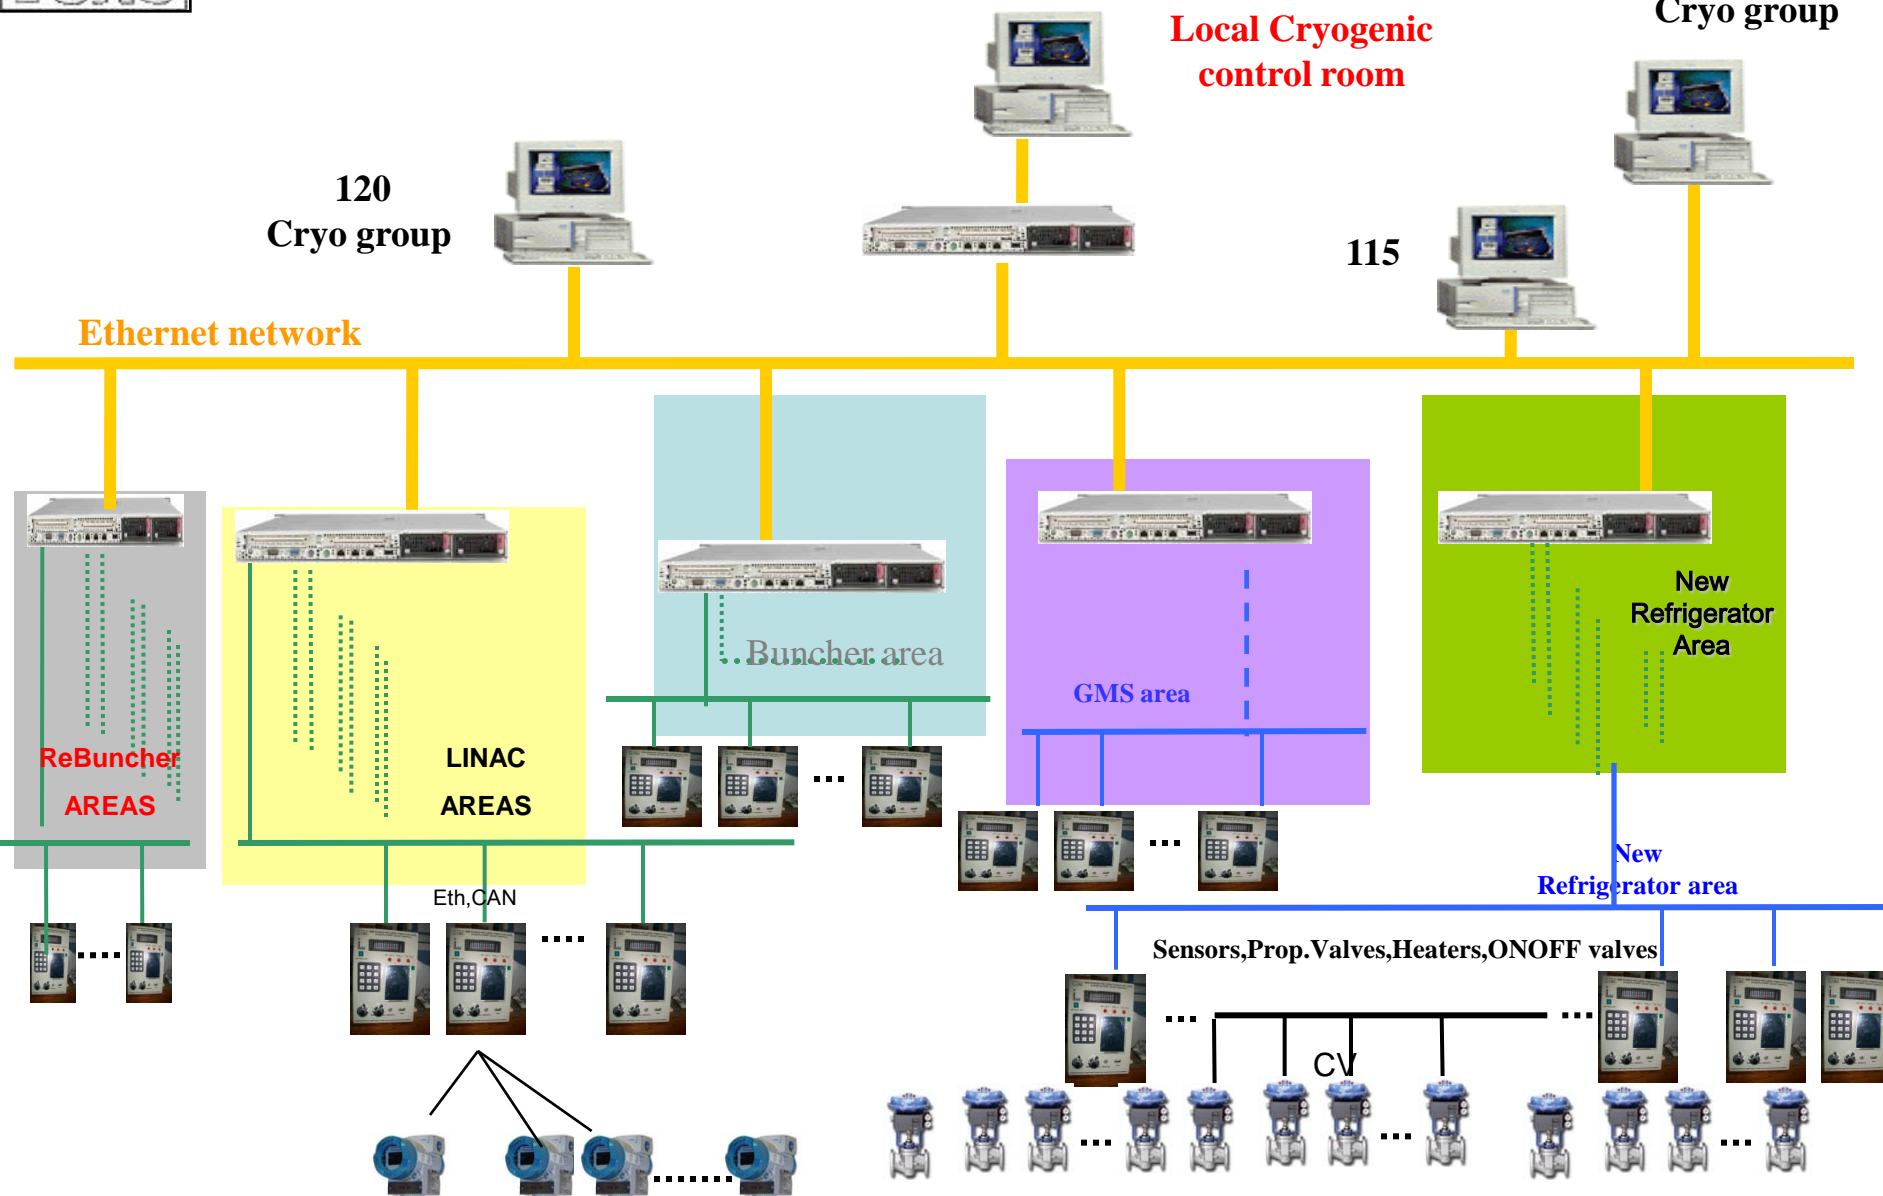 Cryo group
Local Cryogenic
control room
120
Cryo group
115
Ethernet network
New
Refrigerator
Area
Buncher area
GMS area
ReBuncher
AREAS
LINAC
AREAS
Eth,CAN
New
Refrigerator area
Sensors,Prop.Valves,Heaters,ONOFF valves
CV